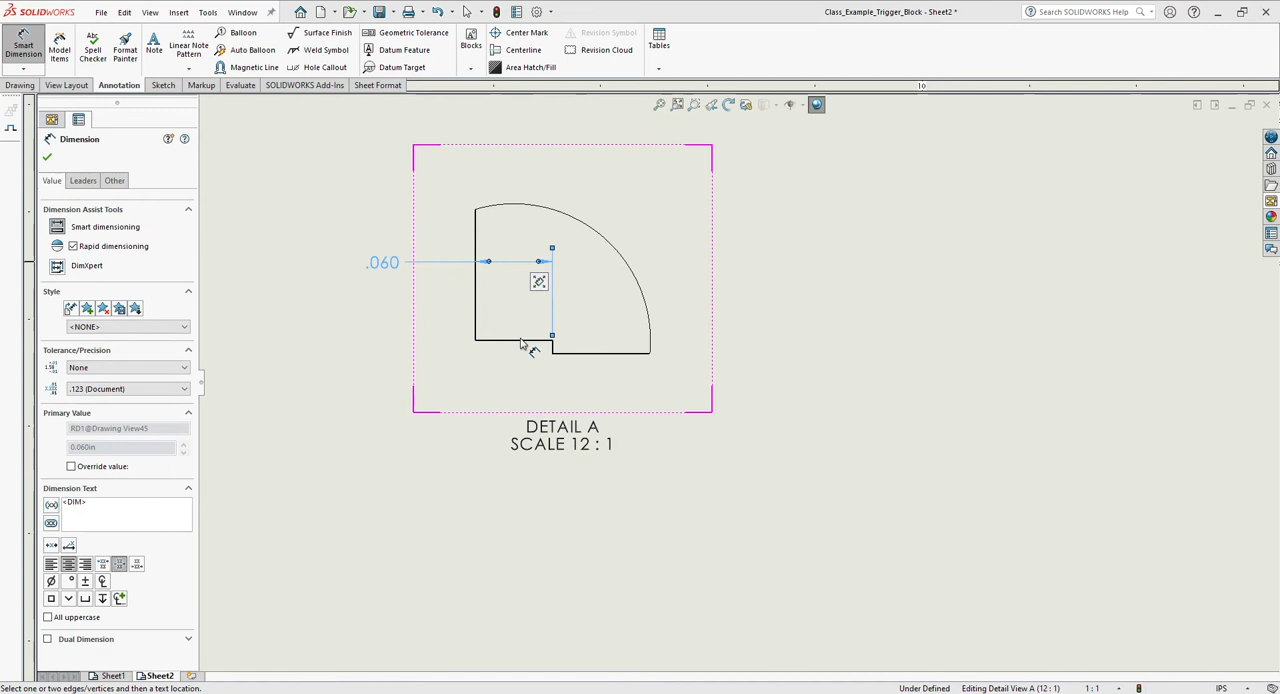 SOLIDWORKS File Edit View Insert Tools Window Class_Example_Trigger_Block - Sheet2 * Search SOLIDWORKS Help
Smart Dimension
Model Items
Spell Checker
Format Painter
Note
Linear Note Pattern
Balloon
Auto Balloon
Magnetic Line
Surface Finish
Weld Symbol
Hole Callout
Geometric Tolerance
Datum Feature
Datum Target
Blocks
Center Mark
Centerline
Area Hatch/Fill
Revision Symbol
Revision Cloud
Tables
Drawing View Layout Annotation Sketch Markup Evaluate SOLIDWORKS Add-Ins Sheet Format
10
Dimension
Value Leaders Other
Dimension Assist Tools
Smart dimensioning
Rapid dimensioning
DimXpert
Style
<NONE>
Tolerance/Precision
None
.123 (Document)
Primary Value
RD1@Drawing View45
0.060in
Override value:
Dimension Text
<DIM>
All uppercase
Dual Dimension
.060
DETAIL A
SCALE 12 : 1
Sheet1 Sheet2
Select one or two edges/vertices and then a text location. Under Defined Editing Detail View A (12 : 1) 1 : 1 IPS